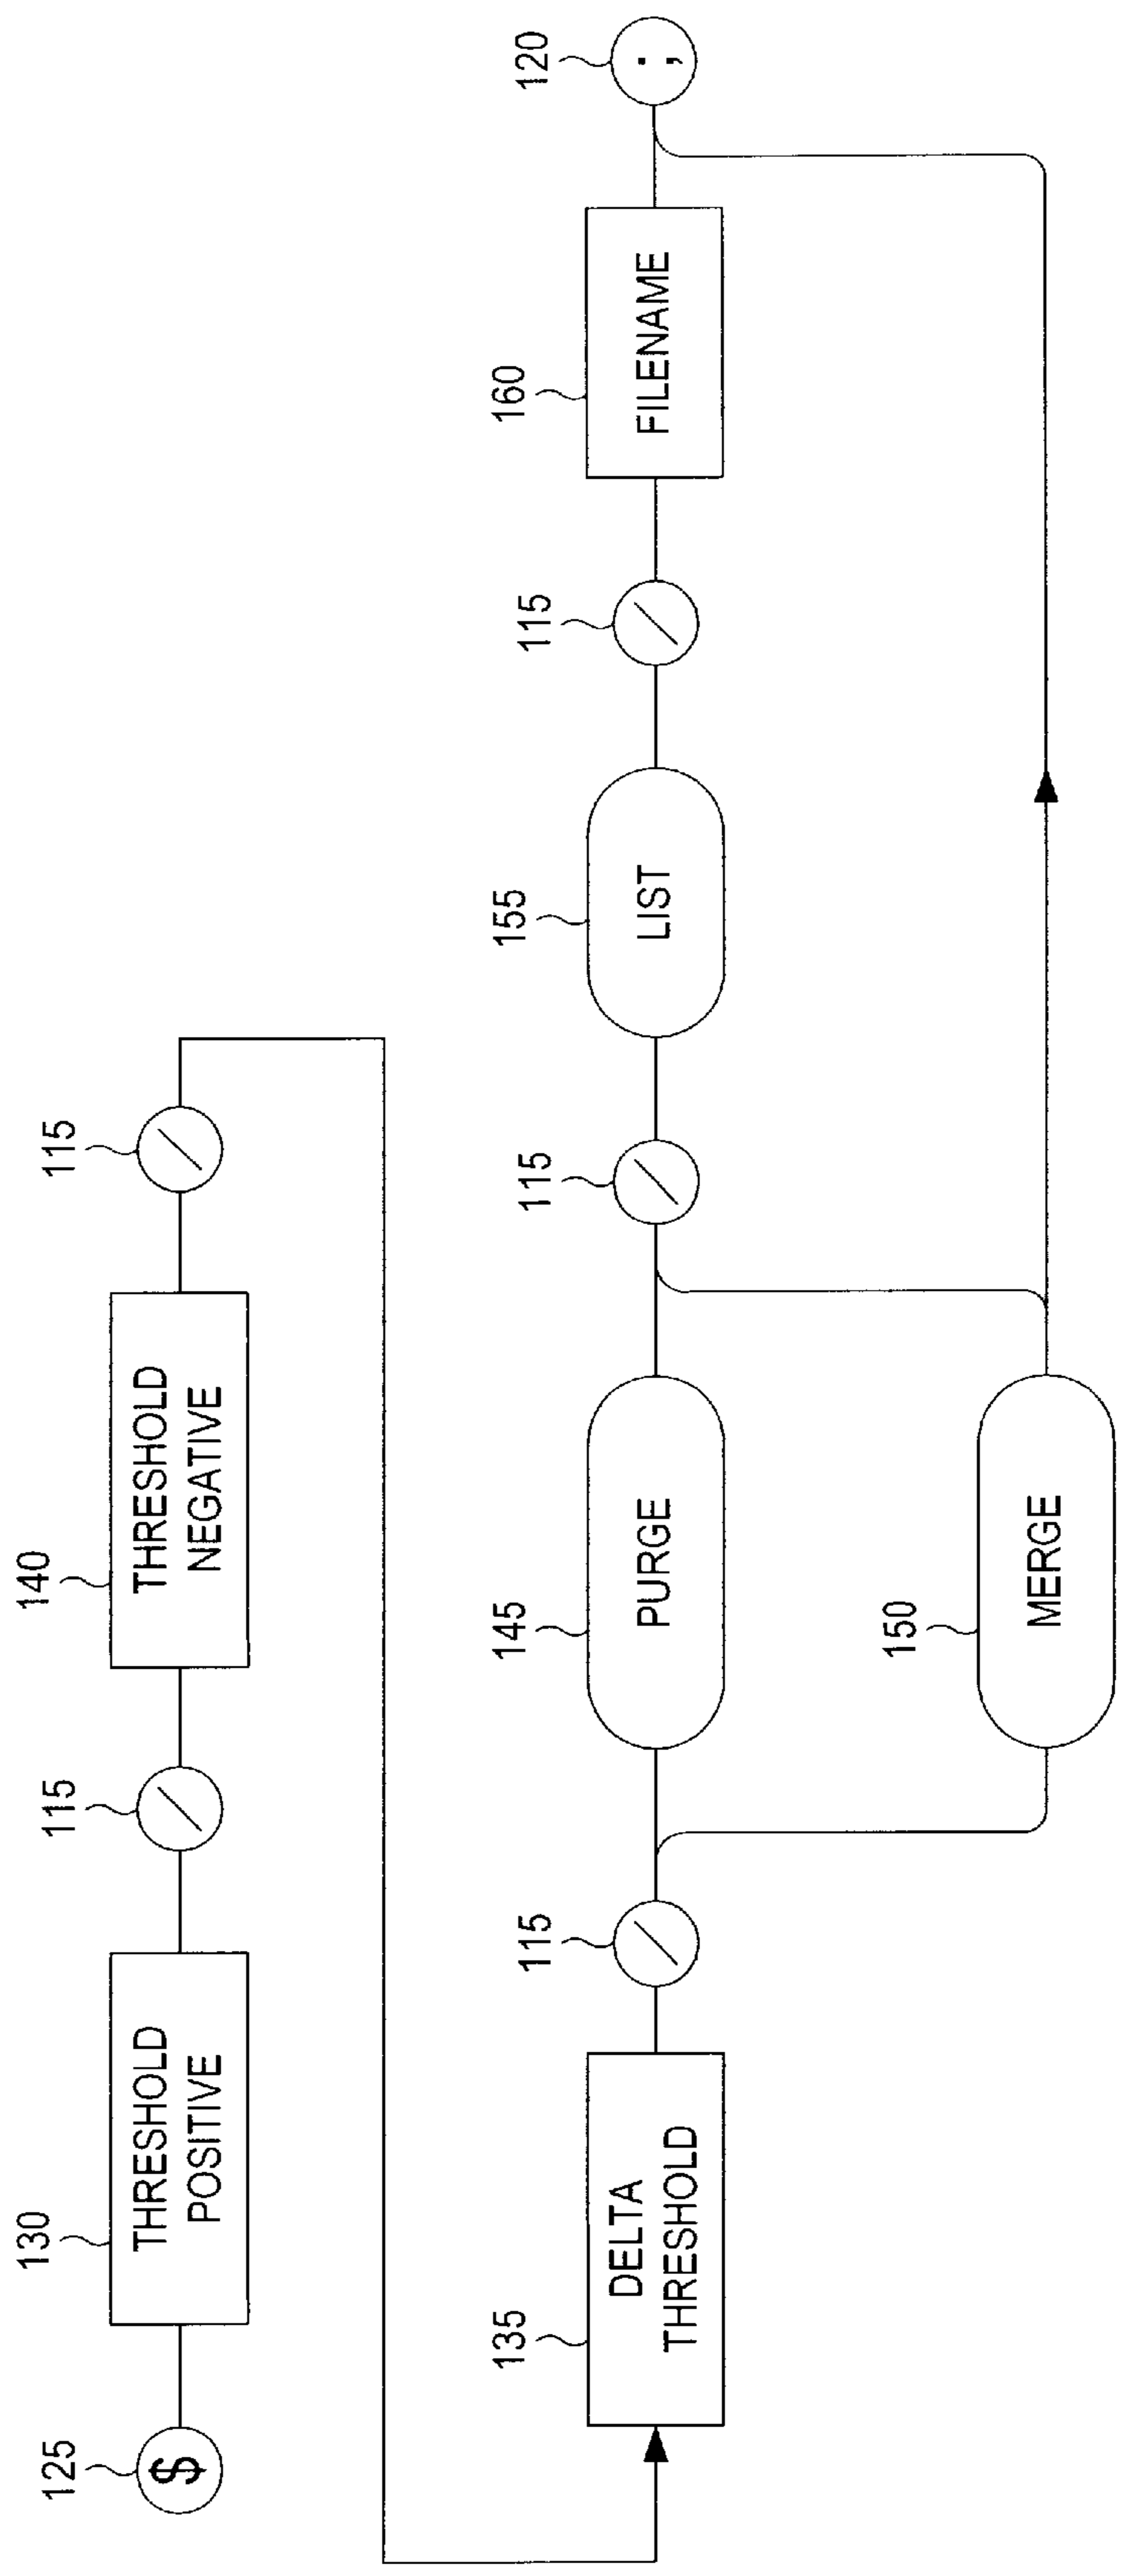 125
$
130
THRESHOLD
POSITIVE
115
/
140
THRESHOLD
NEGATIVE
115
/
135
DELTA
THRESHOLD
115
/
145
PURGE
115
/
155
LIST
115
/
160
FILENAME
120
;
150
MERGE